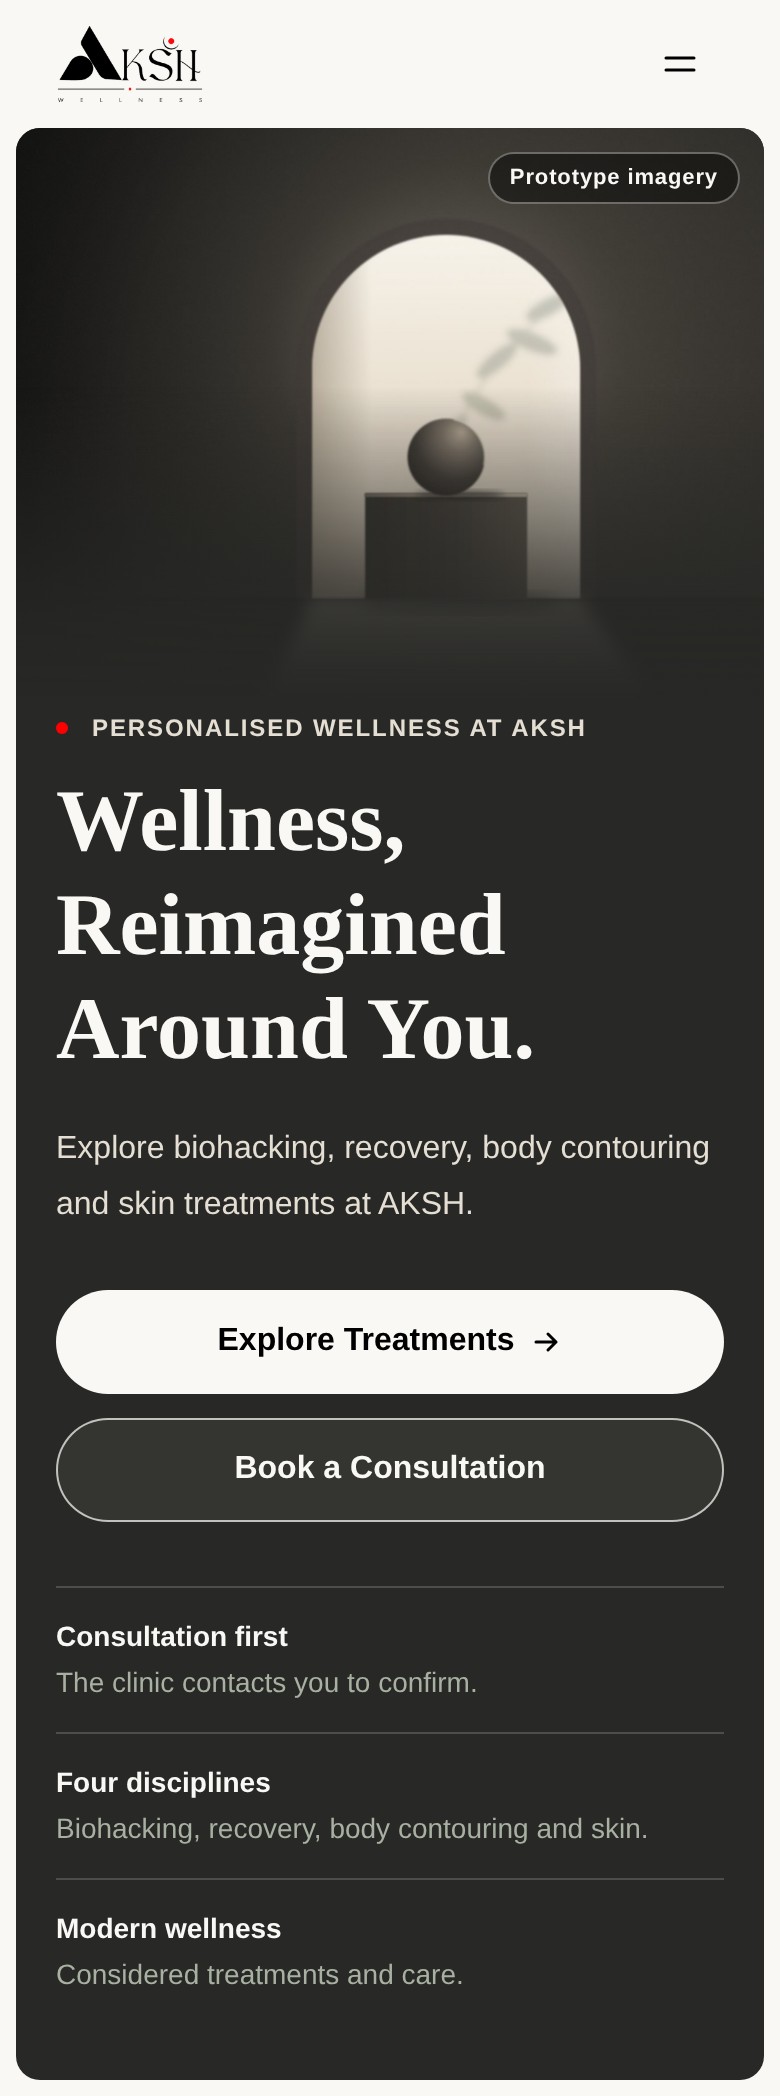 AKSH
WELLNESS
Prototype imagery
PERSONALISED WELLNESS AT AKSH
Wellness,
Reimagined
Around You.
Explore biohacking, recovery, body contouring
and skin treatments at AKSH.
Explore Treatments →
Book a Consultation
Consultation first
The clinic contacts you to confirm.
Four disciplines
Biohacking, recovery, body contouring and skin.
Modern wellness
Considered treatments and care.